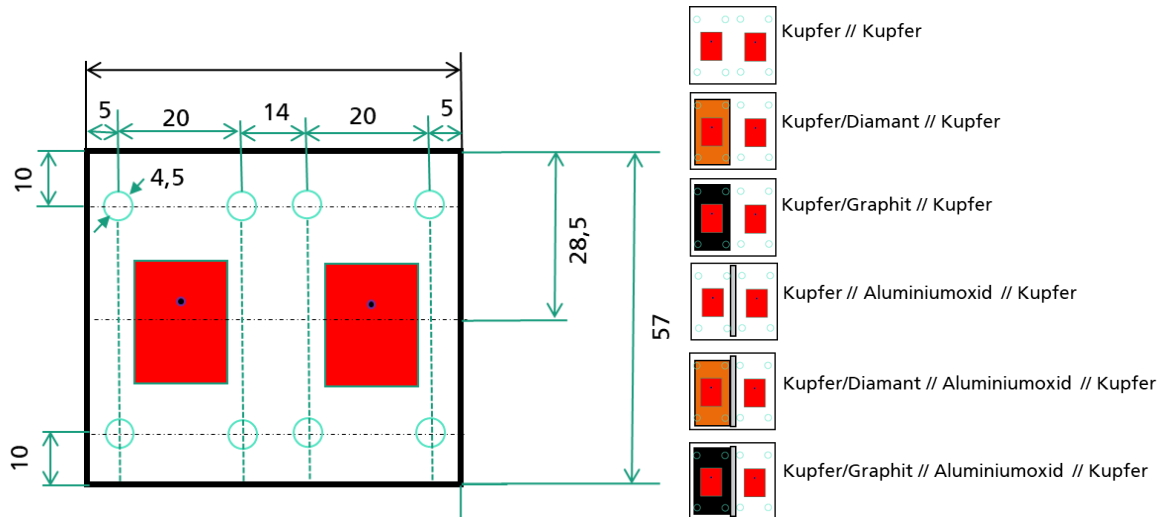 5
20
14
20
5
10
4,5
28,5
57
10
Kupfer // Kupfer
Kupfer/Diamant // Kupfer
Kupfer/Graphit // Kupfer
Kupfer // Aluminiumoxid // Kupfer
Kupfer/Diamant // Aluminiumoxid // Kupfer
Kupfer/Graphit // Aluminiumoxid // Kupfer